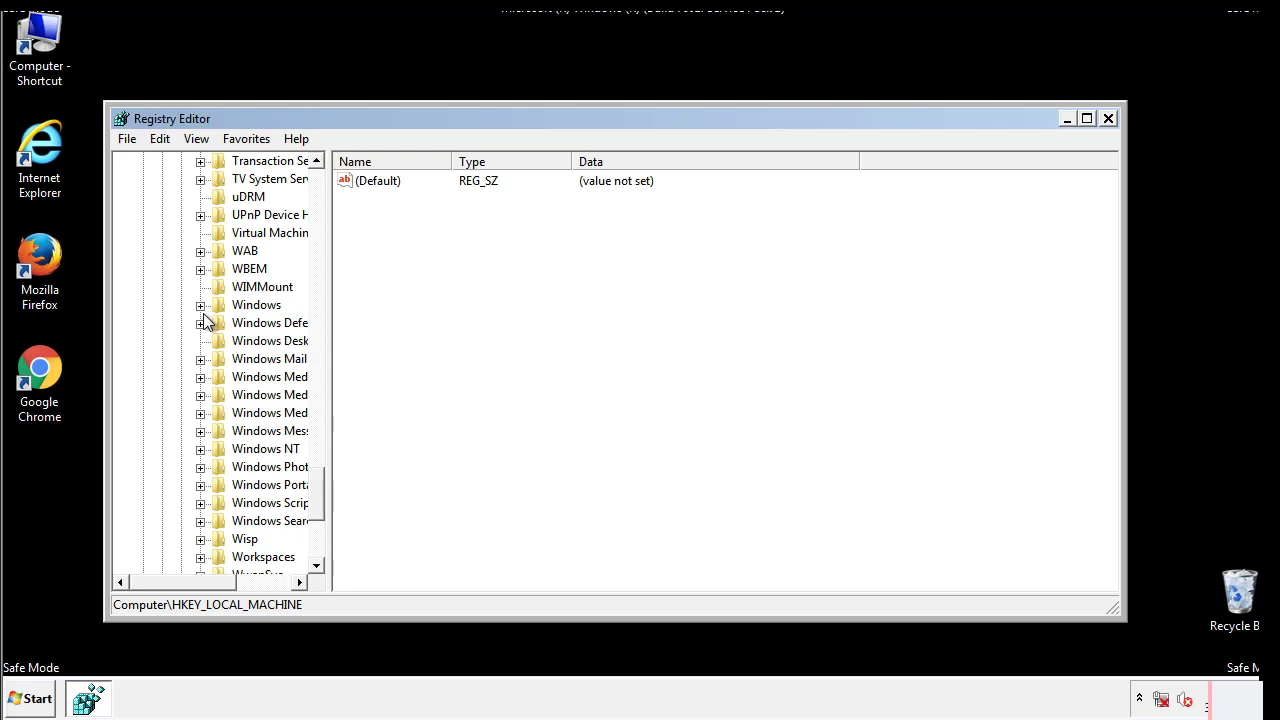 Computer -
Shortcut
Internet
Explorer
Mozilla
Firefox
Google
Chrome
Registry Editor
File Edit View Favorites Help
Transaction Se
TV System Ser
uDRM
UPnP Device H
Virtual Machin
WAB
WBEM
WIMMount
Windows
Windows Defe
Windows Desk
Windows Mail
Windows Med
Windows Med
Windows Med
Windows Mess
Windows NT
Windows Phot
Windows Porta
Windows Scrip
Windows Sear
Wisp
Workspaces
Name Type Data
(Default) REG_SZ (value not set)
Computer\HKEY_LOCAL_MACHINE
Recycle B
Safe Mode
Safe M
Start